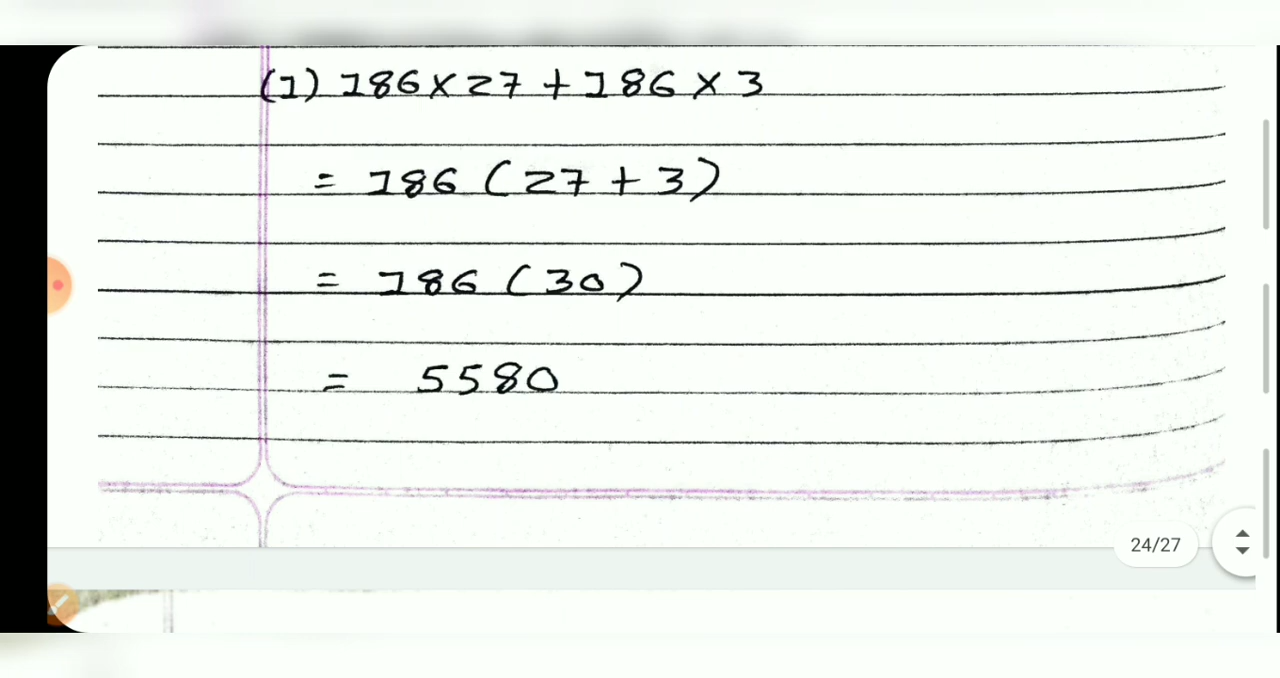 (1) 186 × 27 + 186 × 3
= 186 (27 + 3)
= 186 (30)
= 5580
24/27